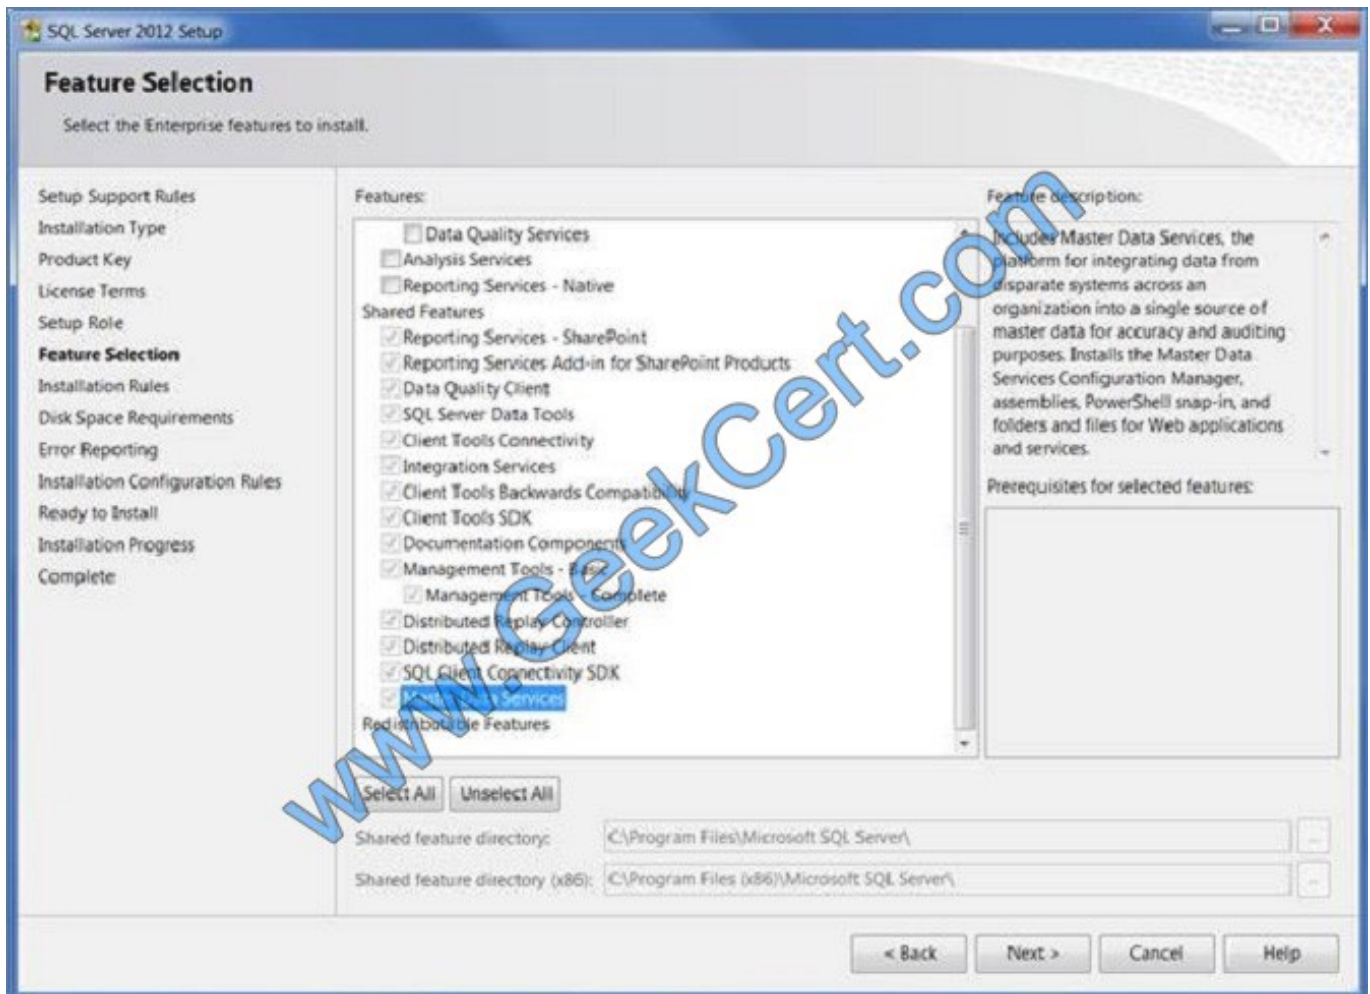 SQL Server 2012 Setup
Feature Selection
Select the Enterprise features to install.
Setup Support Rules
Installation Type
Product Key
License Terms
Setup Role
Feature Selection
Installation Rules
Disk Space Requirements
Error Reporting
Installation Configuration Rules
Ready to Install
Installation Progress
Complete
Features:
Data Quality Services
Analysis Services
Reporting Services - Native
Shared Features
Reporting Services - SharePoint
Reporting Services Add-in for SharePoint Products
Data Quality Client
SQL Server Data Tools
Client Tools Connectivity
Integration Services
Client Tools Backwards Compatibility
Client Tools SDK
Documentation Components
Management Tools - Basic
Management Tools - Complete
Distributed Replay Controller
Distributed Replay Client
SQL Client Connectivity SDK
Master Data Services
Redistributable Features
Feature description:
Includes Master Data Services, the
platform for integrating data from
disparate systems across an
organization into a single source of
master data for accuracy and auditing
purposes. Installs the Master Data
Services Configuration Manager,
assemblies, PowerShell snap-in, and
folders and files for Web applications
and services.
Prerequisites for selected features:
Select All
Unselect All
Shared feature directory:
C:\Program Files\Microsoft SQL Server\
Shared feature directory (x86):
C:\Program Files (x86)\Microsoft SQL Server\
< Back
Next >
Cancel
Help
www.GeekCert.com